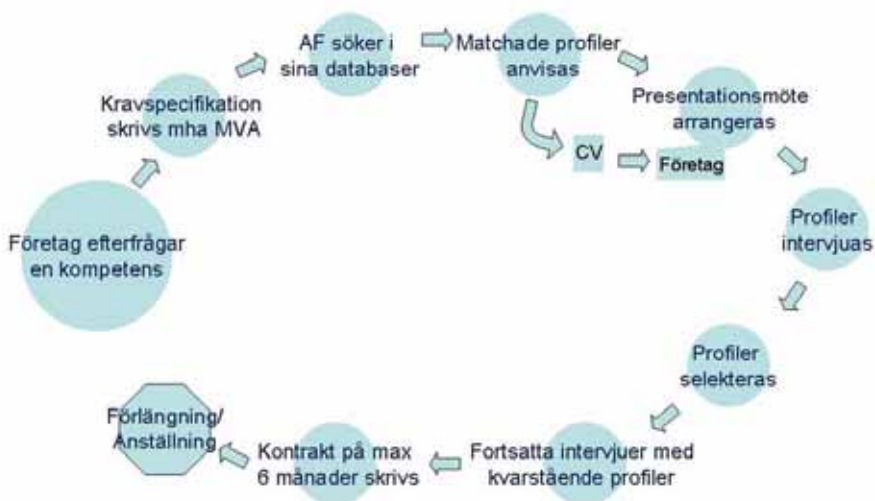 Företag efterfrågar
en kompetens
Kravspecifikation
skrivs mha MVA
AF söker i
sina databaser
Matchade profiler
anvisas
CV
Företag
Presentationsmöte
arrangeras
Profiler
intervjuas
Profiler
selekteras
Fortsatta intervjuer med
kvarstående profiler
Kontrakt på max
6 månader skrivs
Förlängning/
Anställning